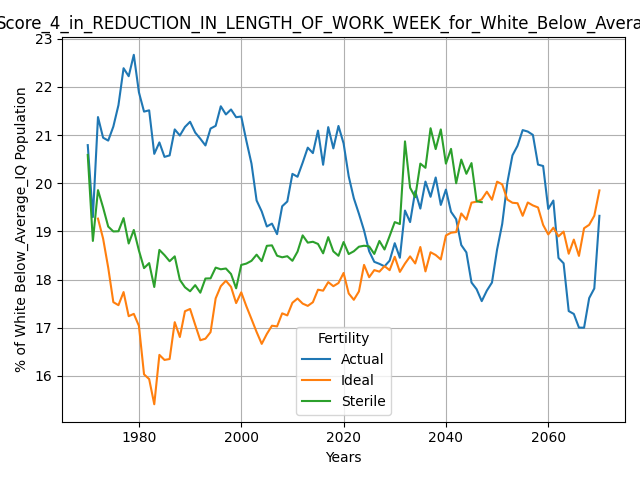 Score_4_in_REDUCTION_IN_LENGTH_OF_WORK_WEEK_for_White_Below_Avera
% of White Below_Average_IQ Population
23
22
21
20
19
18
17
16
1980
2000
2020
2040
2060
Years
Fertility
Actual
Ideal
Sterile